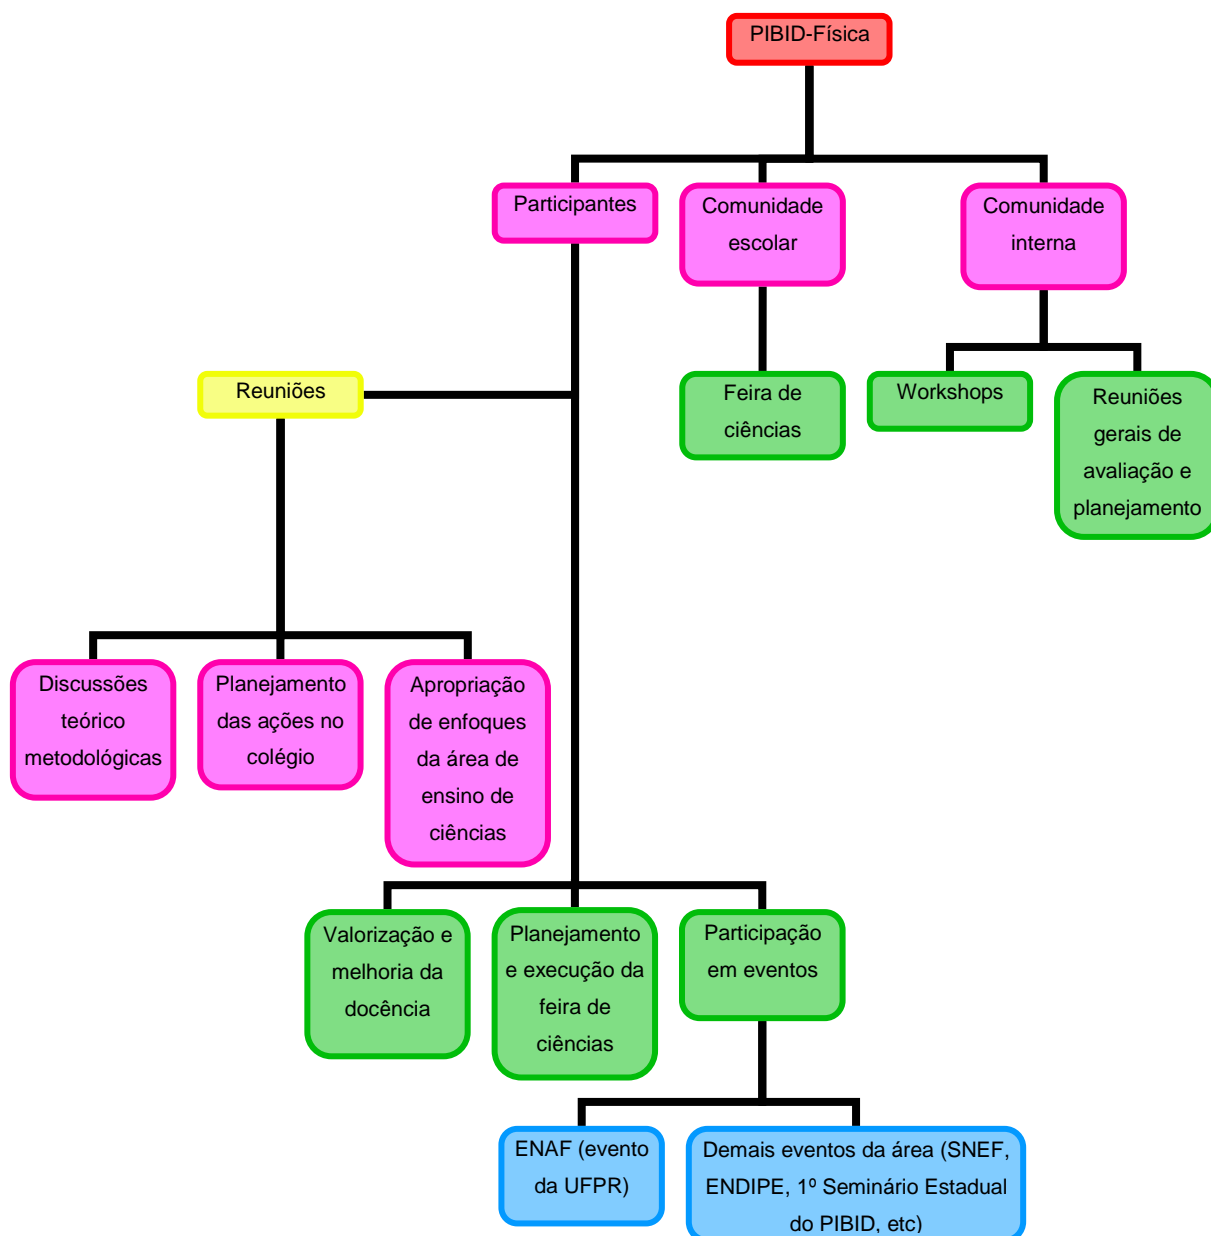 PIBID-Física
Participantes
Comunidade
escolar
Comunidade
interna
Reuniões
Feira de
ciências
Workshops
Reuniões
gerais de
avaliação e
planejamento
Discussões
teórico
metodológicas
Planejamento
das ações no
colégio
Apropriação
de enfoques
da área de
ensino de
ciências
Valorização e
melhoria da
docência
Planejamento
e execução da
feira de
ciências
Participação
em eventos
ENAF (evento
da UFPR)
Demais eventos da área (SNEF,
ENDIPE, 1º Seminário Estadual
do PIBID, etc)